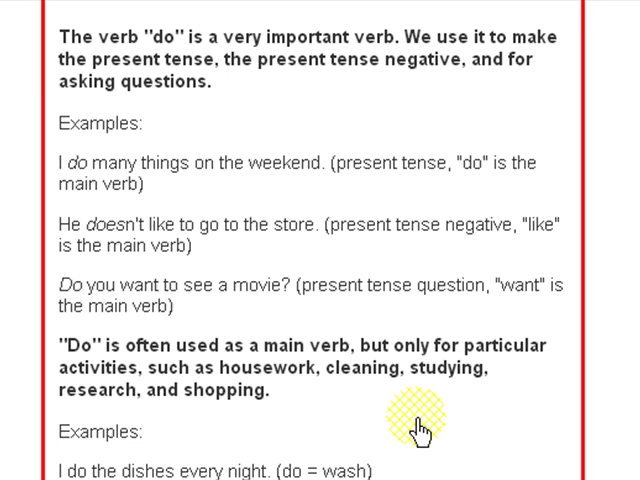 The verb "do" is a very important verb. We use it to make
the present tense, the present tense negative, and for
asking questions.
Examples:
I do many things on the weekend. (present tense, "do" is the
main verb)
He doesn't like to go to the store. (present tense negative, "like"
is the main verb)
Do you want to see a movie? (present tense question, "want" is
the main verb)
"Do" is often used as a main verb, but only for particular
activities, such as housework, cleaning, studying,
research, and shopping.
Examples:
I do the dishes every night. (do = wash)